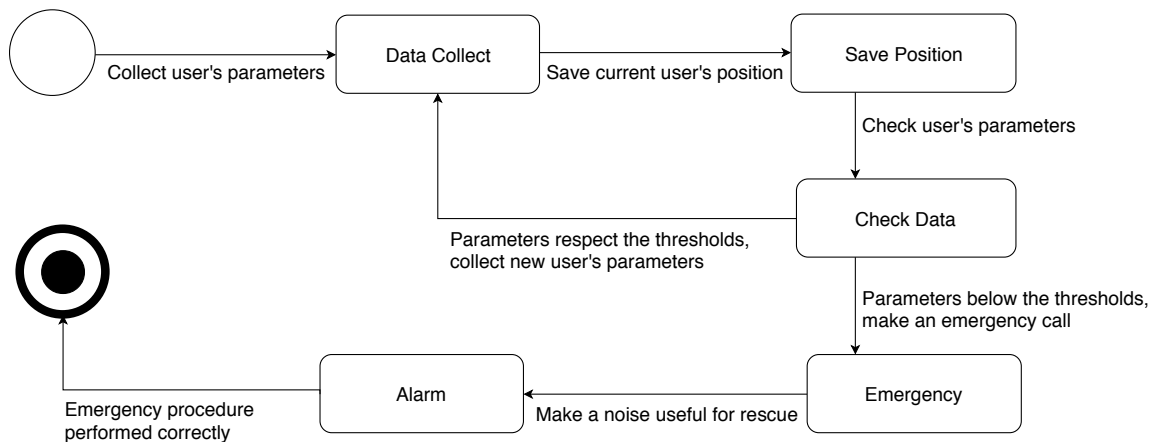 Data Collect
Save Position
Collect user's parameters
Save current user's position
Check user's parameters
Check Data
Parameters respect the thresholds,
collect new user's parameters
Parameters below the thresholds,
make an emergency call
Alarm
Emergency
Emergency procedure
performed correctly
Make a noise useful for rescue